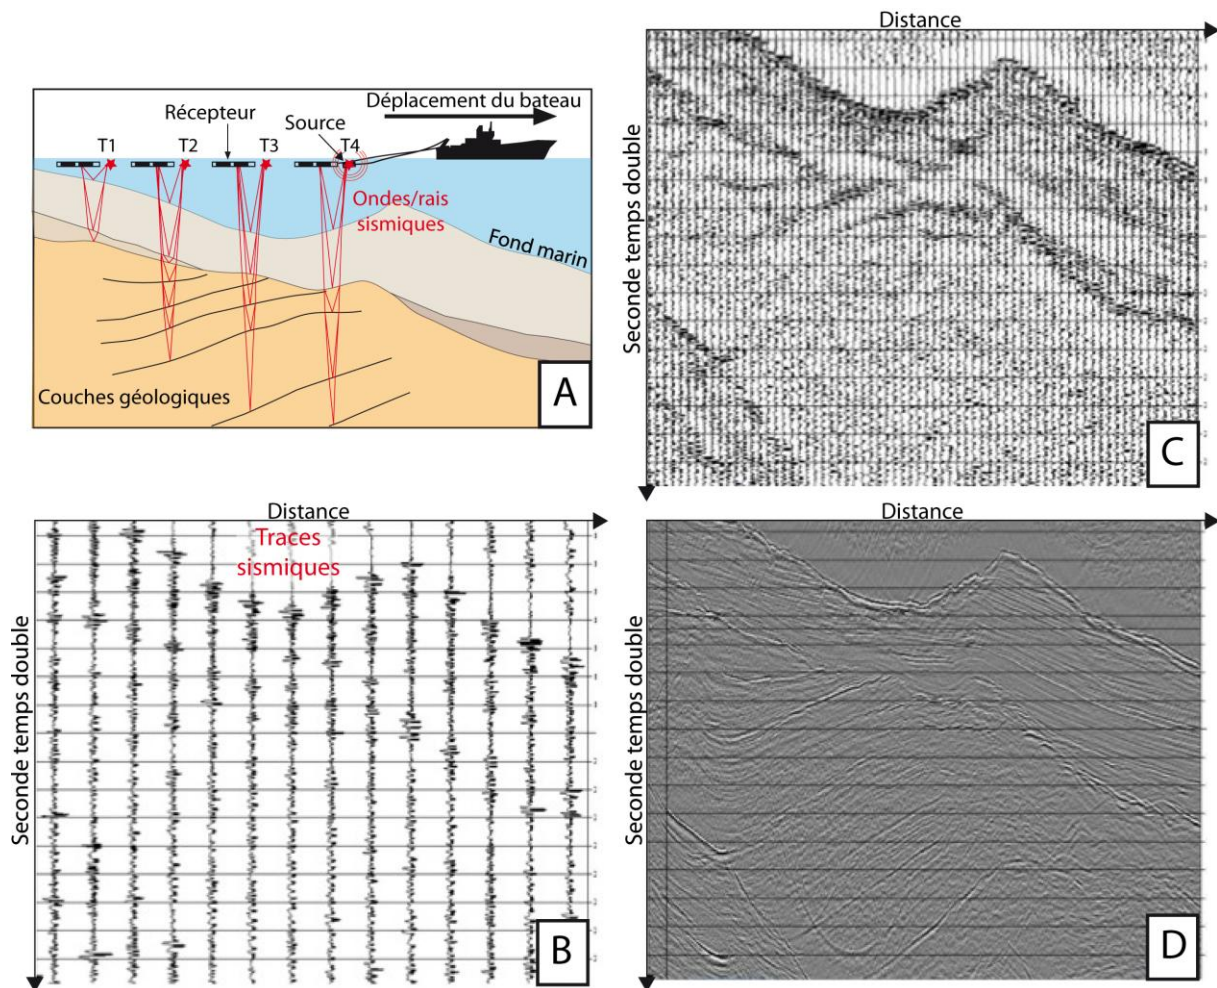 Déplacement du bateau
Récepteur
Source
T1
T2
T3
T4
Ondes/rais
sismiques
Fond marin
Couches géologiques
A
Distance
Seconde temps double
C
Distance
Traces
sismiques
Seconde temps double
B
Distance
Seconde temps double
D